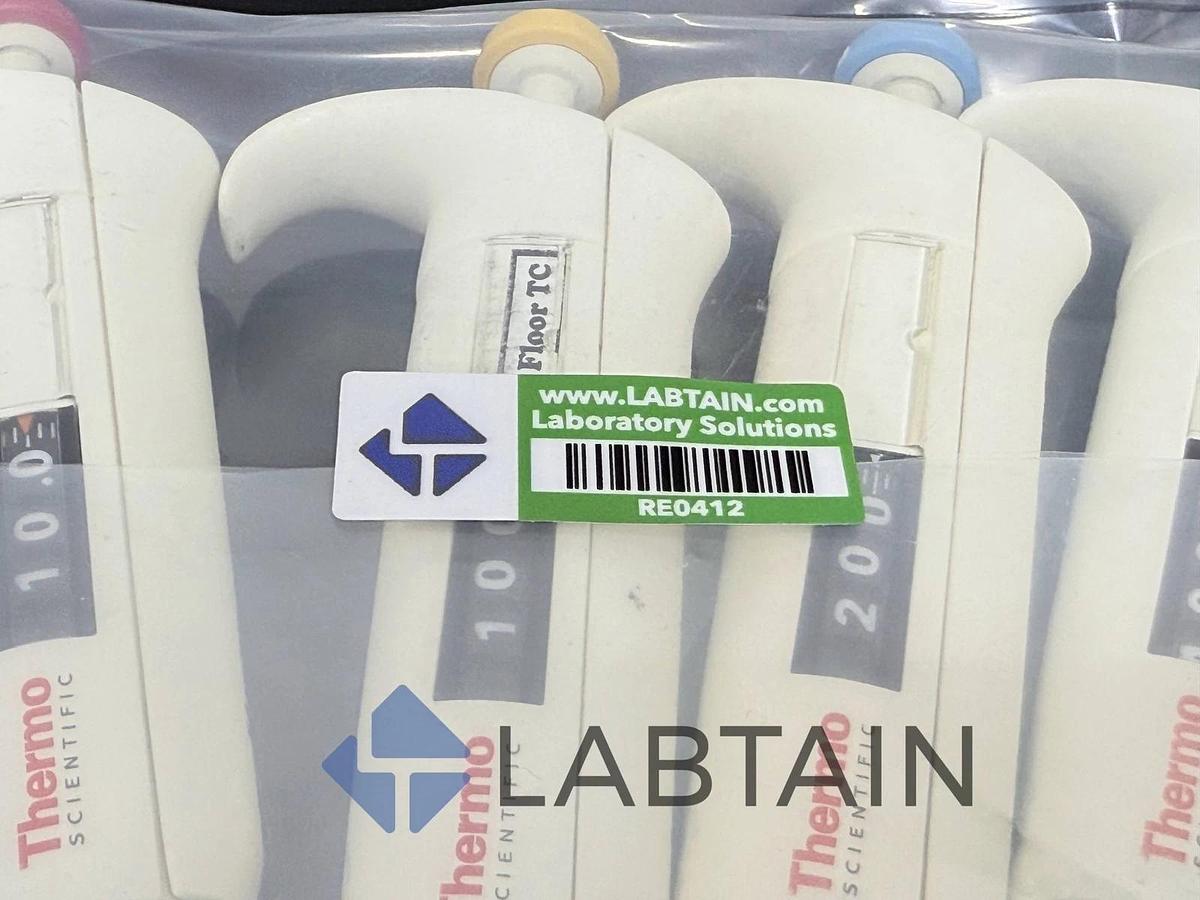 Floor TC
www.LABTAIN.com
Laboratory Solutions
RE0412
10.0
10
200
Thermo
SCIENTIFIC
Thermo
SCIENTIFIC
Thermo
SCIENTIFIC
Thermo
LABTAIN